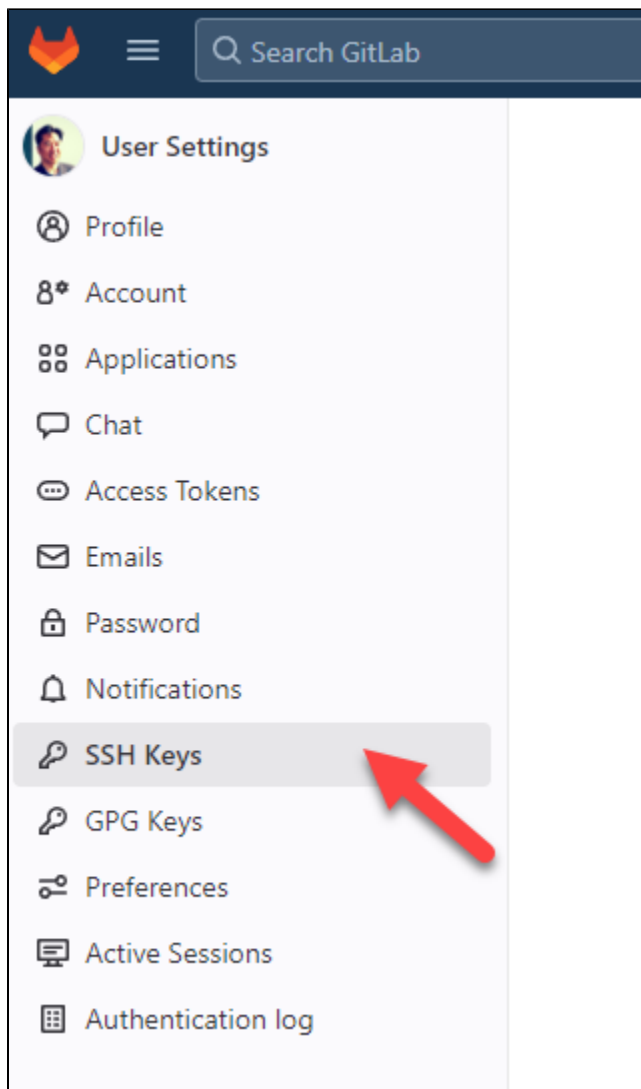 Search GitLab
User Settings
Profile
Account
Applications
Chat
Access Tokens
Emails
Password
Notifications
SSH Keys
GPG Keys
Preferences
Active Sessions
Authentication log